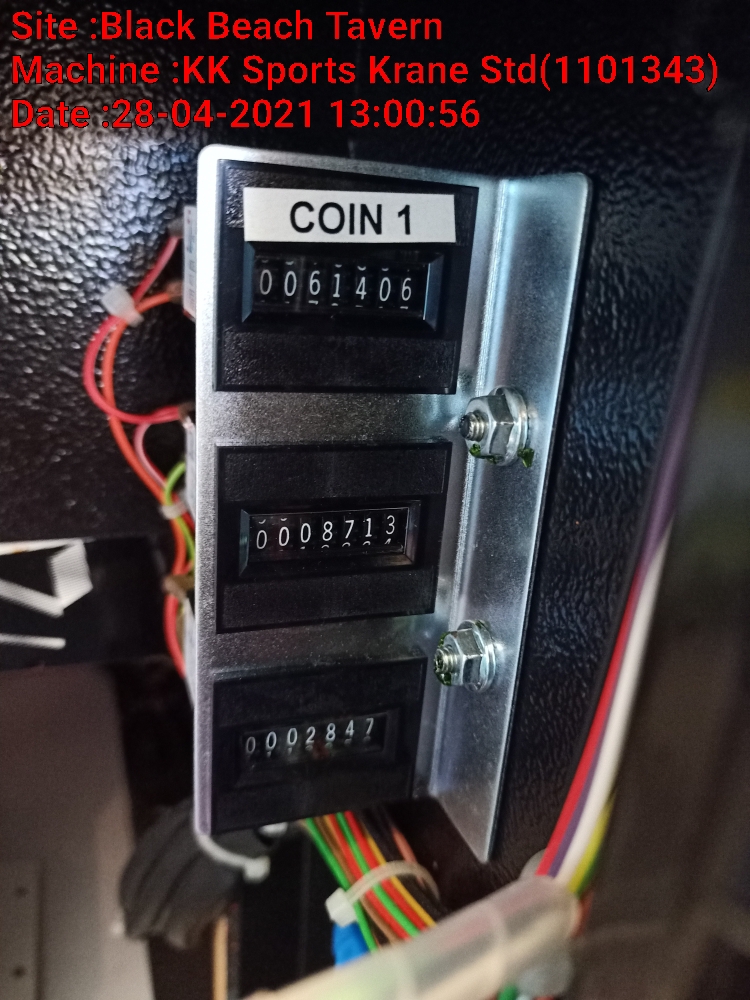 Site :Black Beach Tavern
Machine :KK Sports Krane Std(1101343)
Date :28-04-2021 13:00:56
COIN 1
0061406
0008713
0002847